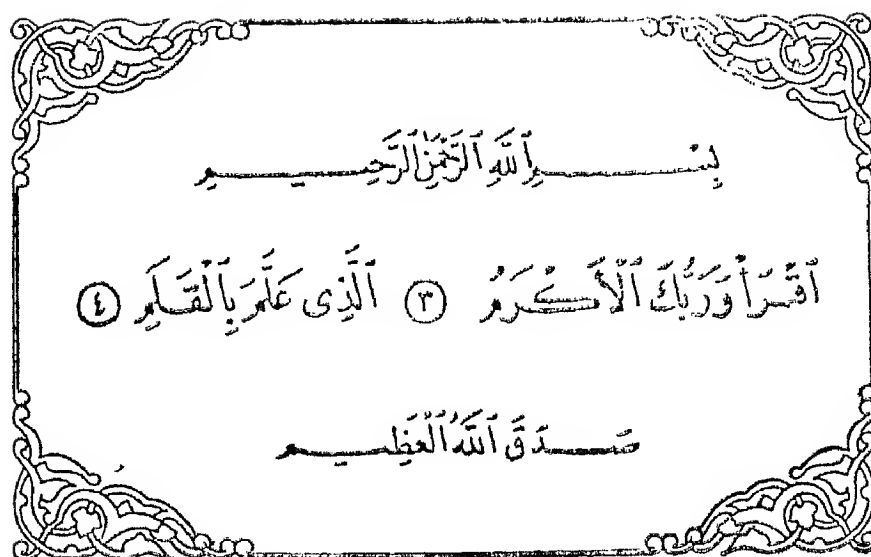 بِسْمِ ٱللَّهِ ٱلرَّحْمَٰنِ ٱلرَّحِيمِ
ٱقْرَأْ وَرَبُّكَ ٱلْأَكْرَمُ ٣ ٱلَّذِى عَلَّمَ بِٱلْقَلَمِ ٤
صَدَقَ ٱللَّهُ ٱلْعَظِيمِ